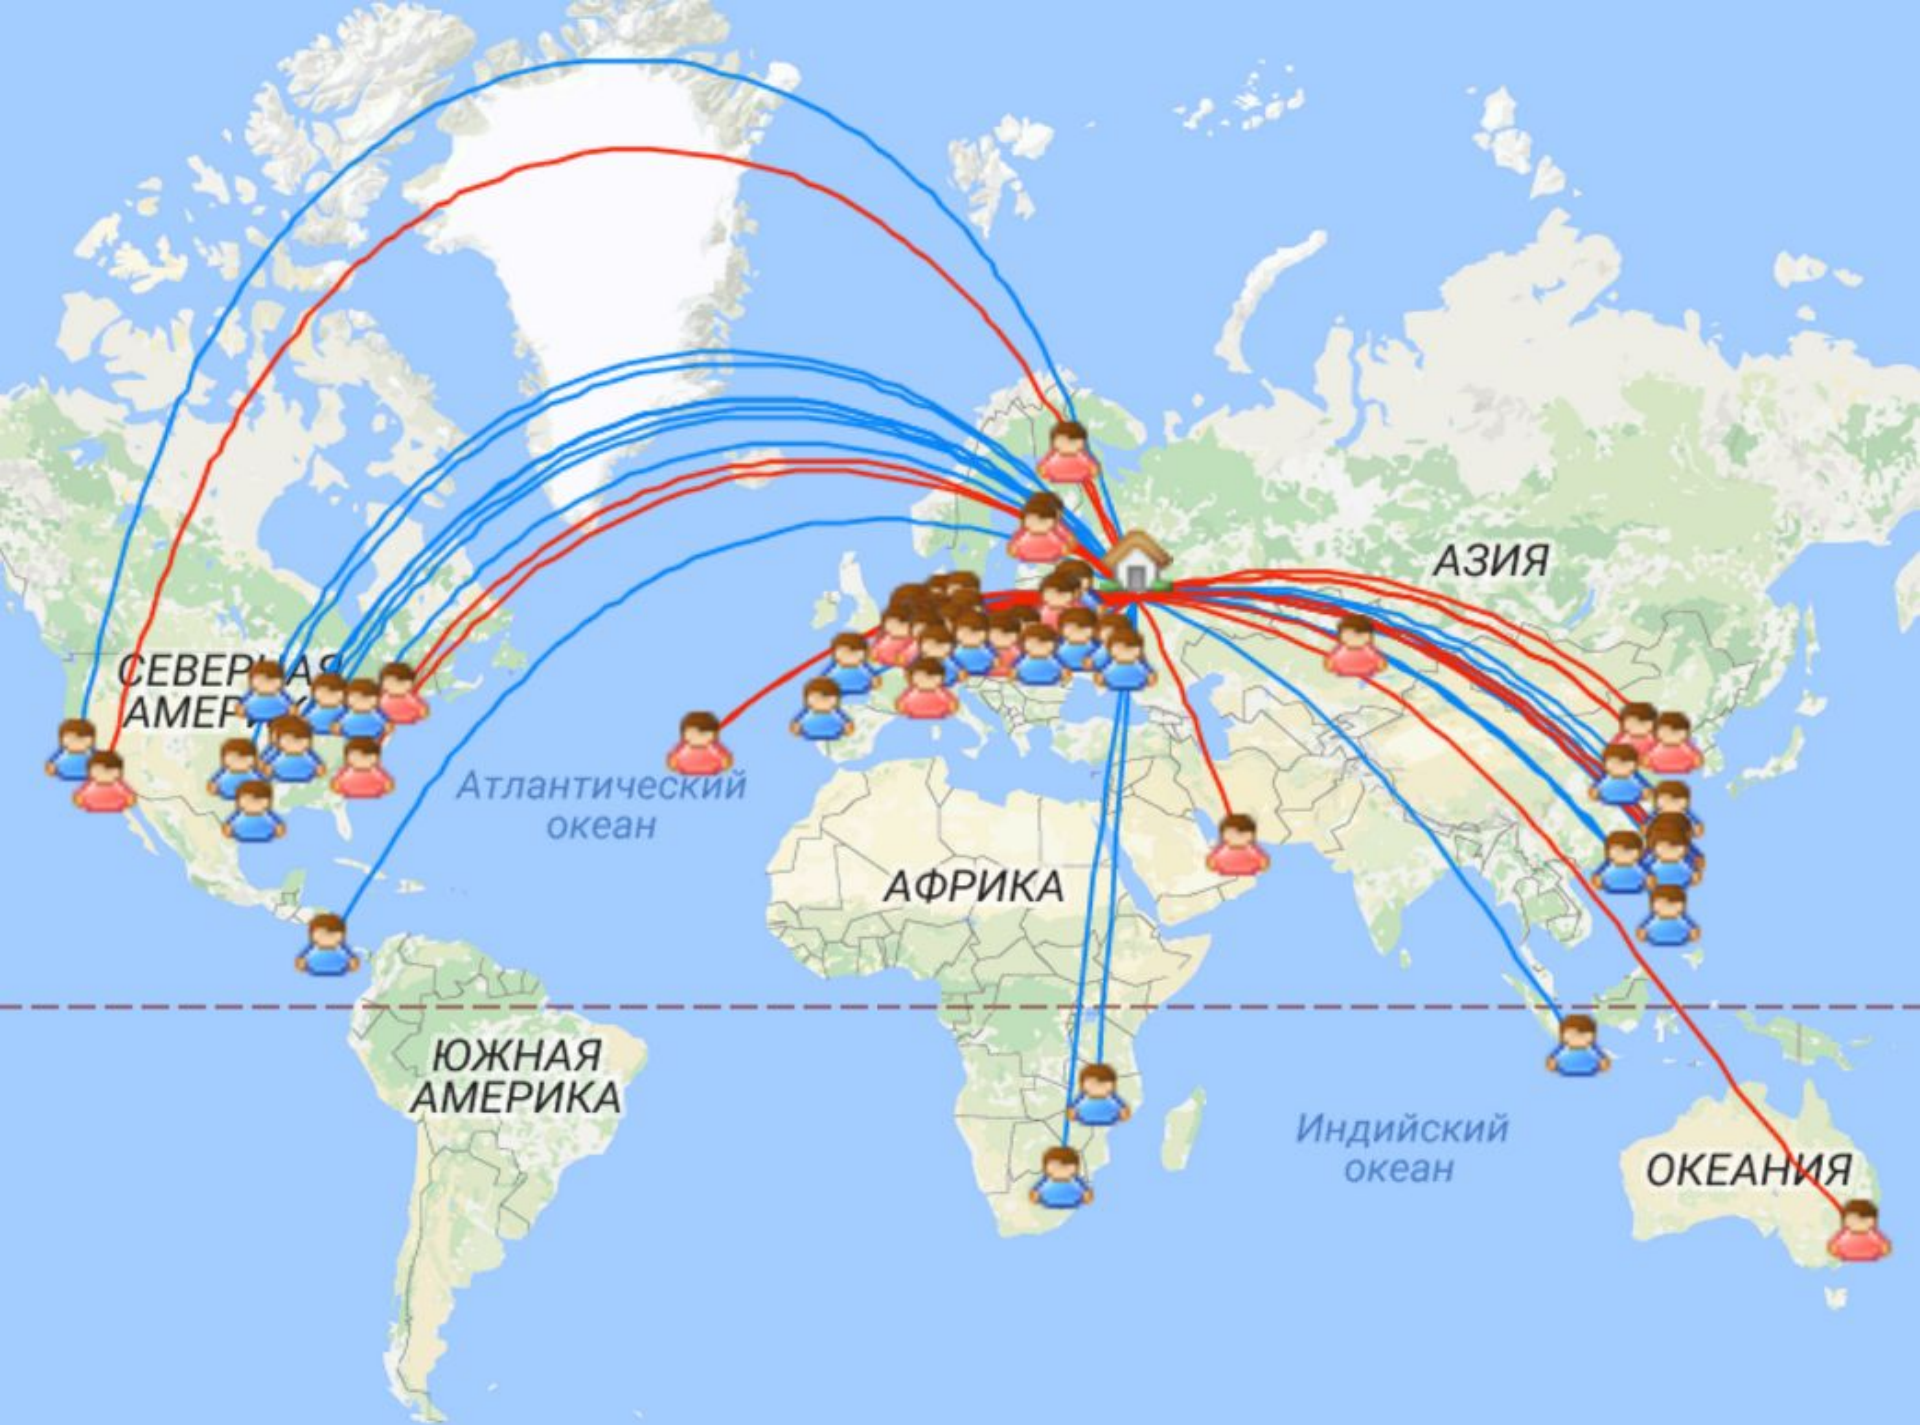 АЗИЯ
СЕВЕРНАЯ
АМЕРИКА
Атлантический
океан
АФРИКА
ЮЖНАЯ
АМЕРИКА
Индийский
океан
ОКЕАНИЯ